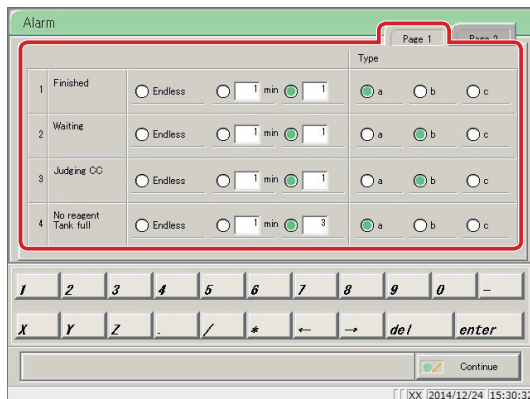 Alarm
Page 1 Page 2
Type
1 Finished Endless 1 min 1 a b c
2 Waiting Endless 1 min 1 a b c
3 Judging CC Endless 1 min 1 a b c
4 No reagent
Tank full Endless 1 min 3 a b c
1 2 3 4 5 6 7 8 9 0 −
X Y Z . / * ← → del enter
Continue
XX 2014/12/24 15:30:3